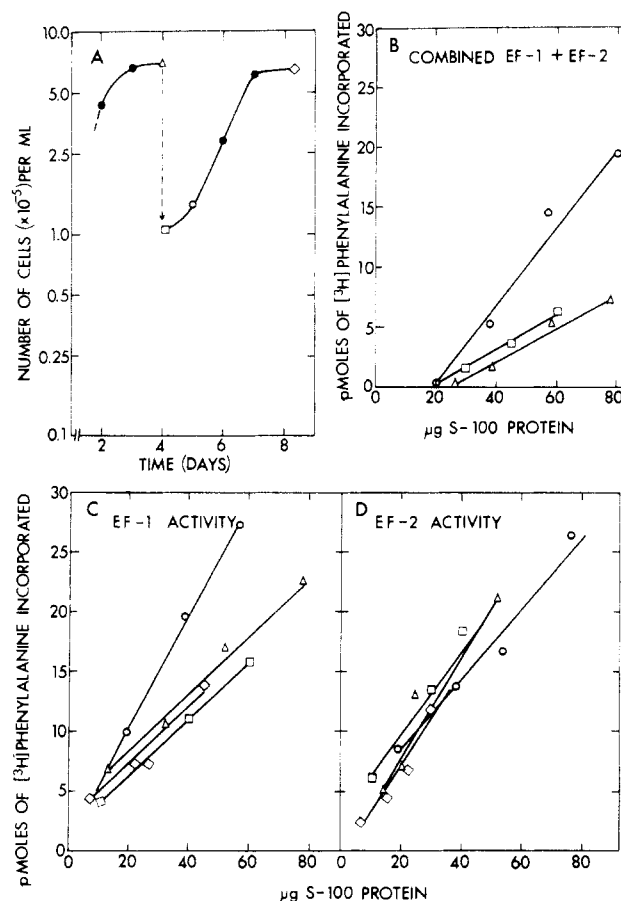 A
10.0
5.0
2.5
1.0
0.5
0.25
0.1
NUMBER OF CELLS (×10⁻⁵) PER ML
2 4 6 8
TIME (DAYS)
B
COMBINED EF-1 + EF-2
30
25
20
15
10
5
0
pMOLES OF [³H]PHENYLALANINE INCORPORATED
0 20 40 60 80
µg S-100 PROTEIN
C
EF-1 ACTIVITY
30
25
20
15
10
5
0
pMOLES OF [³H]PHENYLALANINE INCORPORATED
0 20 40 60 80
µg S-100 PROTEIN
D
EF-2 ACTIVITY
20 40 60 80
µg S-100 PROTEIN